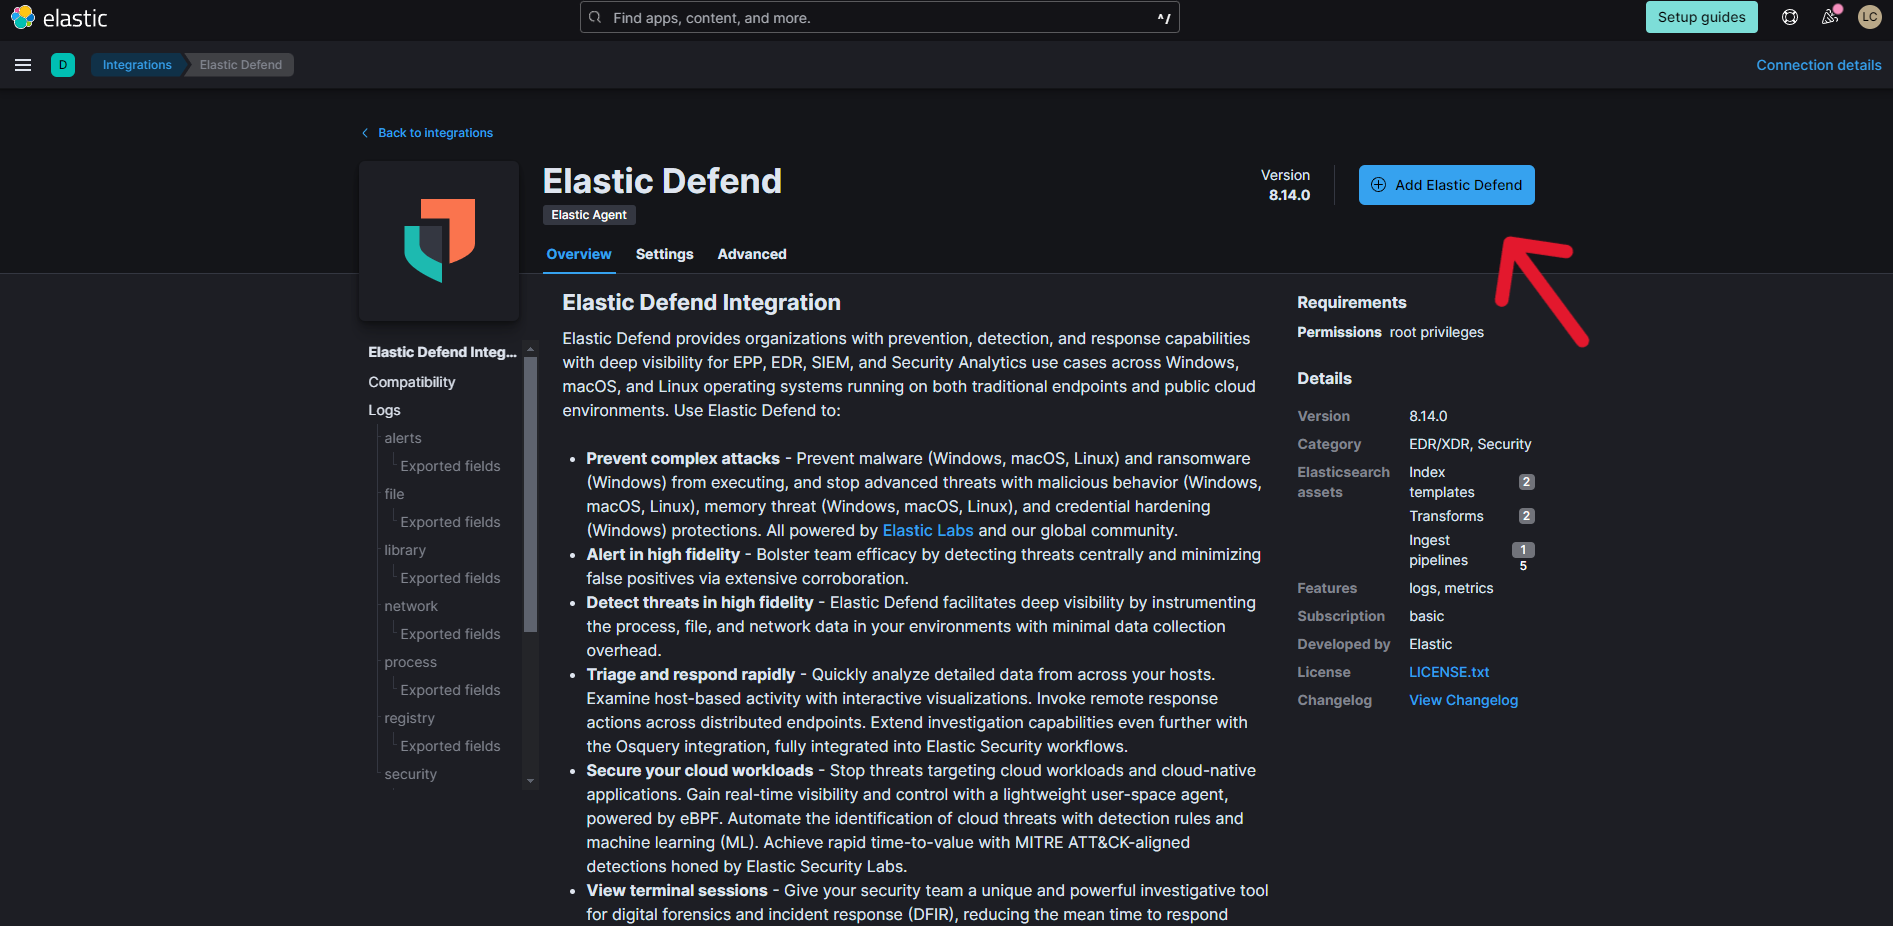 elastic
Find apps, content, and more.
^/
Setup guides
LC
D
Integrations
Elastic Defend
Connection details
Back to integrations
Elastic Defend
Elastic Agent
Version
8.14.0
Add Elastic Defend
Overview
Settings
Advanced
Elastic Defend Integ...
Compatibility
Logs
alerts
Exported fields
file
Exported fields
library
Exported fields
network
Exported fields
process
Exported fields
registry
Exported fields
security
Elastic Defend Integration
Elastic Defend provides organizations with prevention, detection, and response capabilities
with deep visibility for EPP, EDR, SIEM, and Security Analytics use cases across Windows,
macOS, and Linux operating systems running on both traditional endpoints and public cloud
environments. Use Elastic Defend to:
• Prevent complex attacks - Prevent malware (Windows, macOS, Linux) and ransomware
(Windows) from executing, and stop advanced threats with malicious behavior (Windows,
macOS, Linux), memory threat (Windows, macOS, Linux), and credential hardening
(Windows) protections. All powered by Elastic Labs and our global community.
• Alert in high fidelity - Bolster team efficacy by detecting threats centrally and minimizing
false positives via extensive corroboration.
• Detect threats in high fidelity - Elastic Defend facilitates deep visibility by instrumenting
the process, file, and network data in your environments with minimal data collection
overhead.
• Triage and respond rapidly - Quickly analyze detailed data from across your hosts.
Examine host-based activity with interactive visualizations. Invoke remote response
actions across distributed endpoints. Extend investigation capabilities even further with
the Osquery integration, fully integrated into Elastic Security workflows.
• Secure your cloud workloads - Stop threats targeting cloud workloads and cloud-native
applications. Gain real-time visibility and control with a lightweight user-space agent,
powered by eBPF. Automate the identification of cloud threats with detection rules and
machine learning (ML). Achieve rapid time-to-value with MITRE ATT&CK-aligned
detections honed by Elastic Security Labs.
• View terminal sessions - Give your security team a unique and powerful investigative tool
for digital forensics and incident response (DFIR), reducing the mean time to respond
Requirements
Permissions root privileges
Details
Version 8.14.0
Category EDR/XDR, Security
Elasticsearch assets
Index templates 2
Transforms 2
Ingest pipelines 15
Features logs, metrics
Subscription basic
Developed by Elastic
License LICENSE.txt
Changelog View Changelog